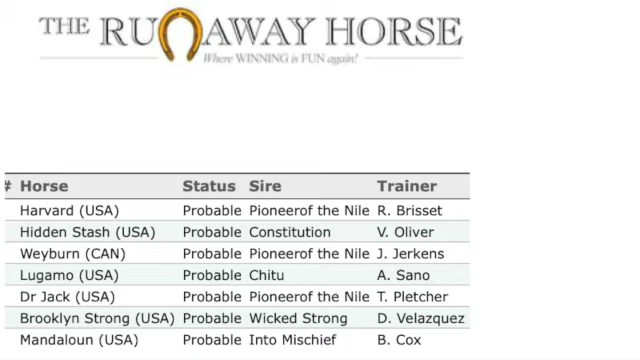 THE RUNAWAY HORSE
Where WINNING is FUN again!
# Horse Status Sire Trainer
Harvard (USA) Probable Pioneerof the Nile R. Brisset
Hidden Stash (USA) Probable Constitution V. Oliver
Weyburn (CAN) Probable Pioneerof the Nile J. Jerkens
Lugamo (USA) Probable Chitu A. Sano
Dr Jack (USA) Probable Pioneerof the Nile T. Pletcher
Brooklyn Strong (USA) Probable Wicked Strong D. Velazquez
Mandaloun (USA) Probable Into Mischief B. Cox